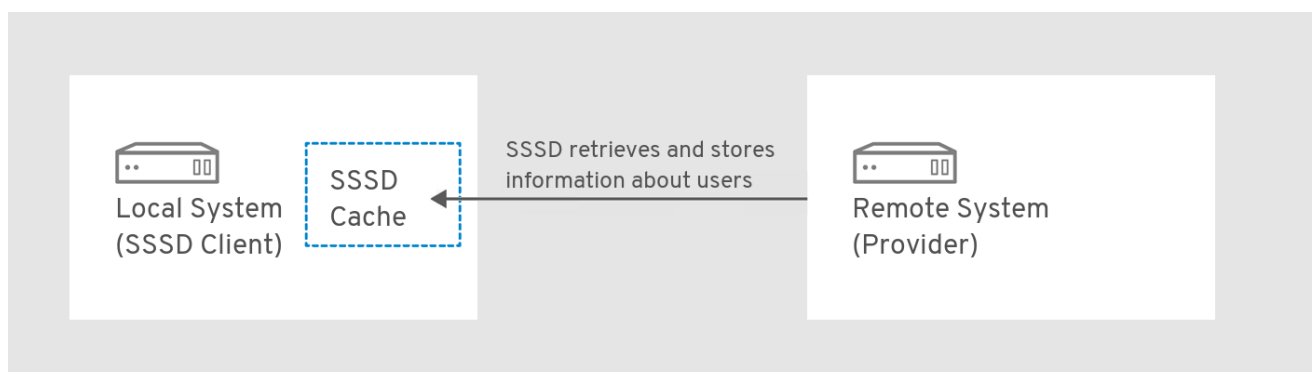 Local System
(SSSD Client)
SSSD
Cache
SSSD retrieves and stores
information about users
Remote System
(Provider)